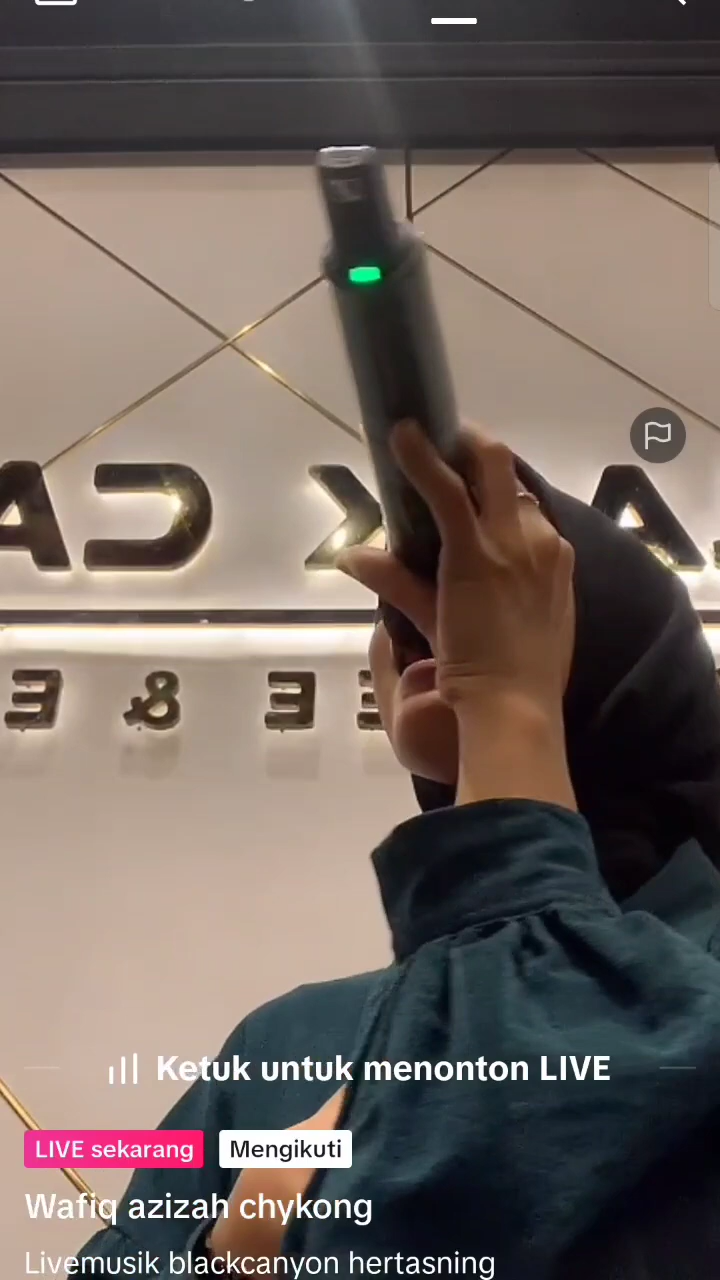 Ketuk untuk menonton LIVE
LIVE sekarang
Mengikuti
Wafiq azizah chykong
Livemusik blackcanyon hertasning